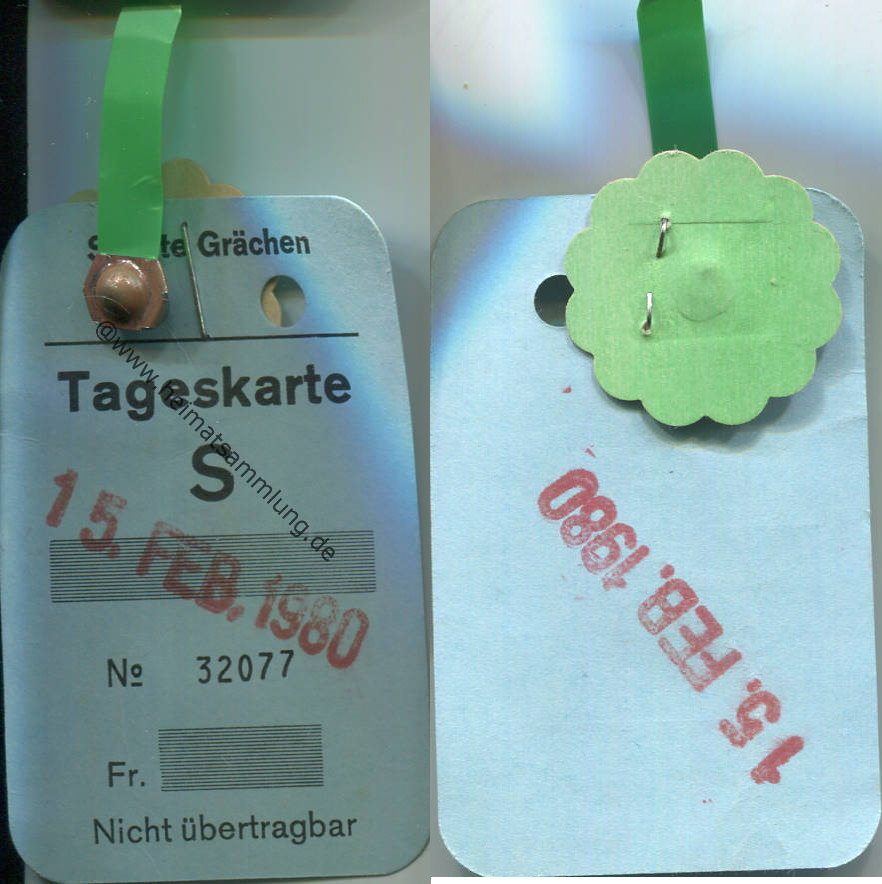 Grächen
Tageskarte
S
15. FEB. 1980
№ 32077
Fr.
Nicht übertragbar
@www.heimatsammlung.de
15. FEB. 1980